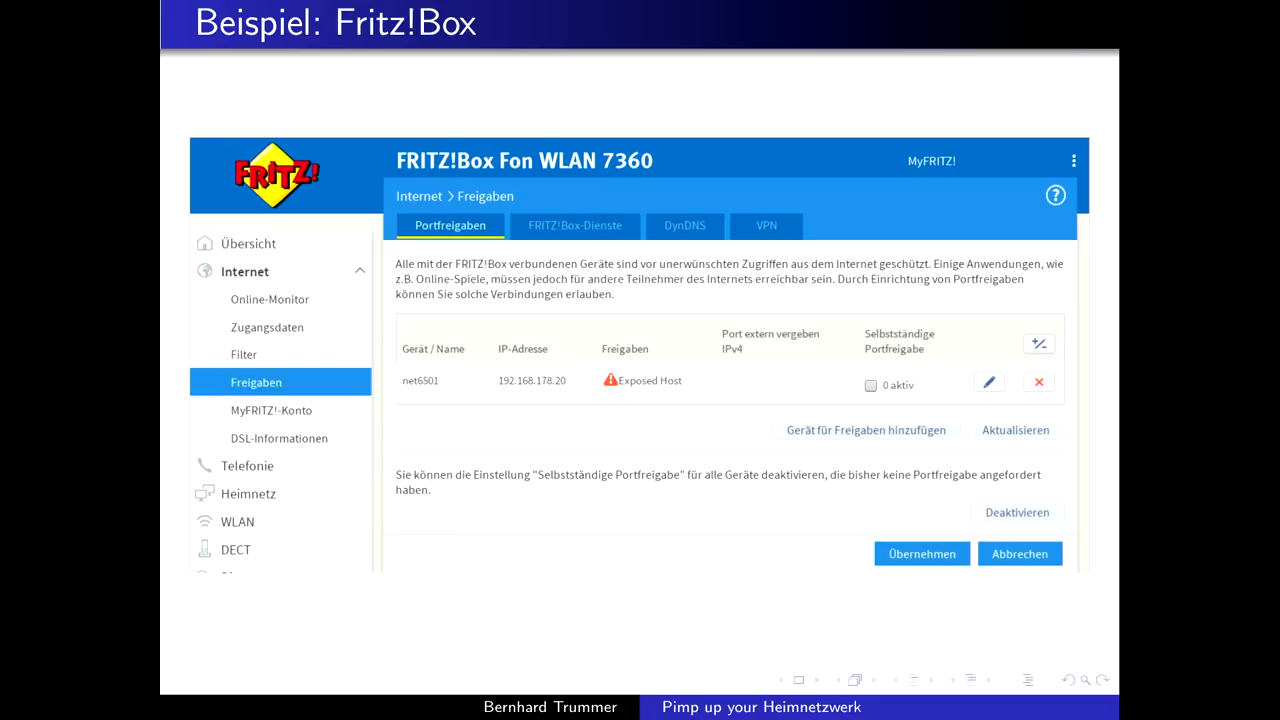 Beispiel: Fritz!Box
FRITZ!
FRITZ!Box Fon WLAN 7360
MyFRITZ!
Internet > Freigaben
?
Portfreigaben FRITZ!Box-Dienste DynDNS VPN
Übersicht
Internet
Online-Monitor
Zugangsdaten
Filter
Freigaben
MyFRITZ!-Konto
DSL-Informationen
Telefonie
Heimnetz
WLAN
DECT
Alle mit der FRITZ!Box verbundenen Geräte sind vor unerwünschten Zugriffen aus dem Internet geschützt. Einige Anwendungen, wie
z.B. Online-Spiele, müssen jedoch für andere Teilnehmer des Internets erreichbar sein. Durch Einrichtung von Portfreigaben
können Sie solche Verbindungen erlauben.
Gerät / Name IP-Adresse Freigaben Port extern vergeben IPv4 Selbstständige Portfreigabe
net6501 192.168.178.20 Exposed Host 0 aktiv
Gerät für Freigaben hinzufügen Aktualisieren
Sie können die Einstellung "Selbstständige Portfreigabe" für alle Geräte deaktivieren, die bisher keine Portfreigabe angefordert
haben.
Deaktivieren
Übernehmen Abbrechen
Bernhard Trummer Pimp up your Heimnetzwerk